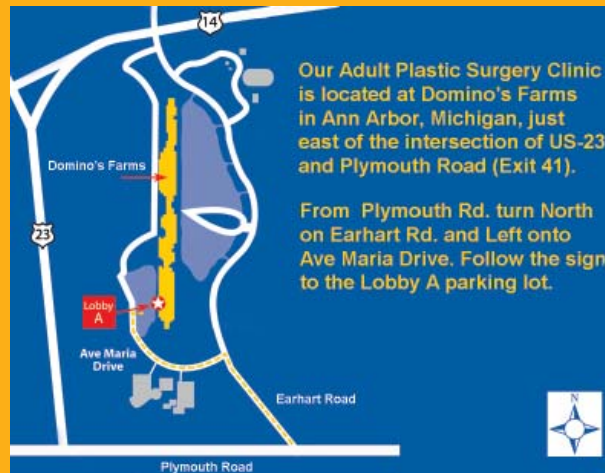 14
Our Adult Plastic Surgery Clinic
is located at Domino's Farms
in Ann Arbor, Michigan, just
east of the intersection of US-23
and Plymouth Road (Exit 41).
Domino's Farms
From Plymouth Rd. turn North
on Earhart Rd. and Left onto
Ave Maria Drive. Follow the sign
to the Lobby A parking lot.
23
Lobby
A
Ave Maria
Drive
Earhart Road
N
Plymouth Road